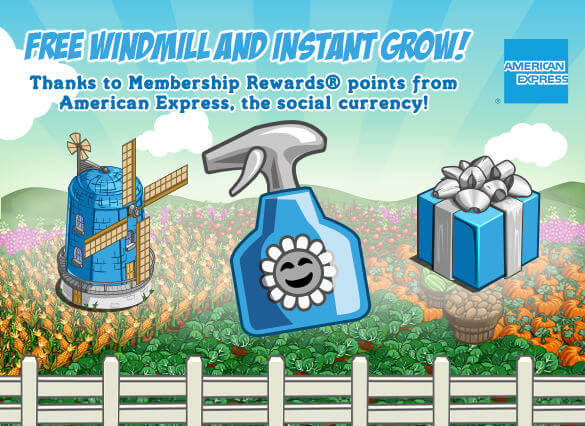 FREE WINDMILL AND INSTANT GROW!
Thanks to Membership Rewards® points from
American Express, the social currency!
AMERICAN
EXPRESS
®